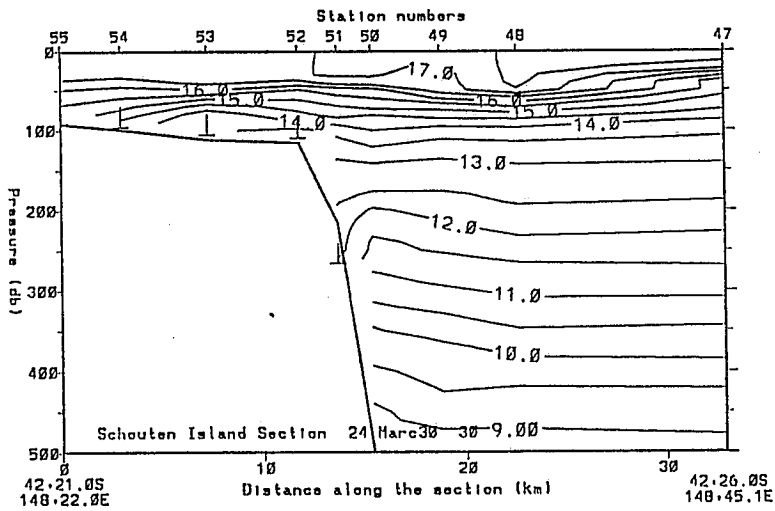 Station numbers
55 54 53 52 51 50 49 48 47
0
17.0
16.0
16.0
15.0
15.0
14.0
14.0
100
13.0
200
12.0
Pressure (db)
300
11.0
10.0
400
Schouten Island Section 24 Marc30 30
9.00
500
0 10 20 30
42:21.0S
148:22.0E
Distance along the section (km)
42:26.0S
148:45.1E